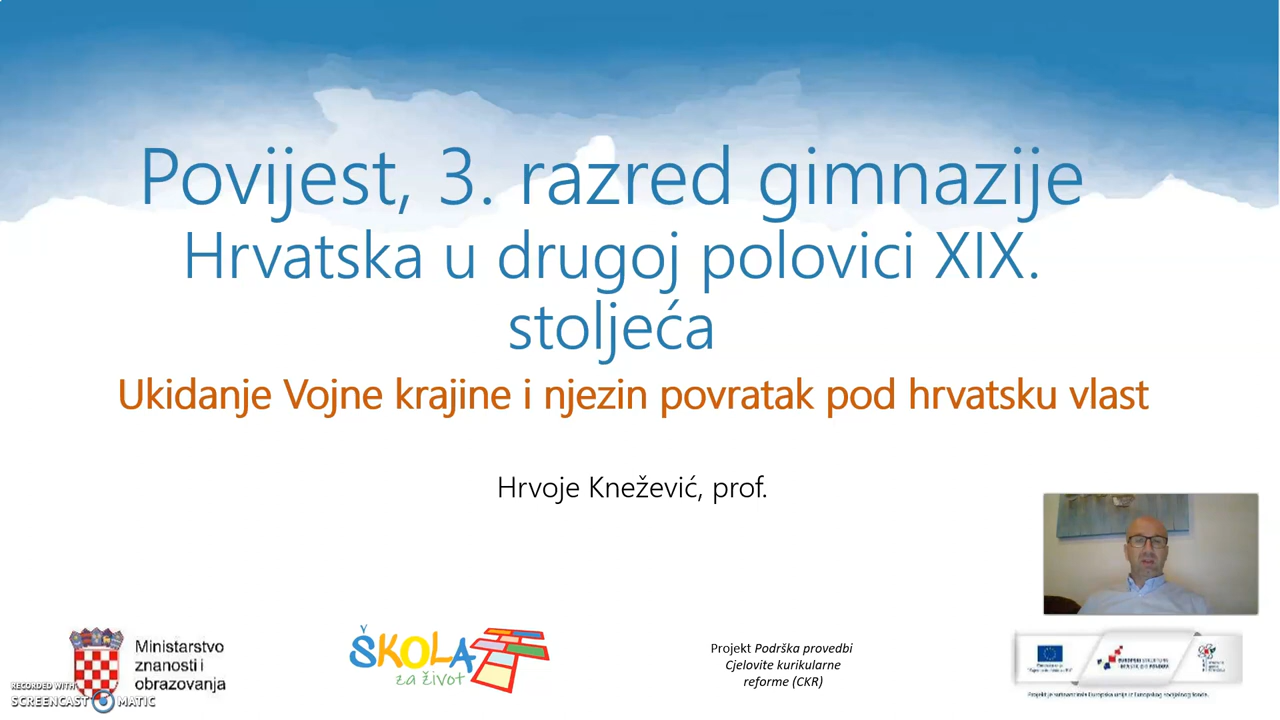 Povijest, 3. razred gimnazije
Hrvatska u drugoj polovici XIX.
stoljeća
Ukidanje Vojne krajine i njezin povratak pod hrvatsku vlast
Hrvoje Knežević, prof.
Ministarstvo
znanosti i
obrazovanja
RECORDED WITH
SCREENCAST MATIC
ŠKOLA
za život
Projekt Podrška provedbi
Cjelovite kurikularne
reforme (CKR)